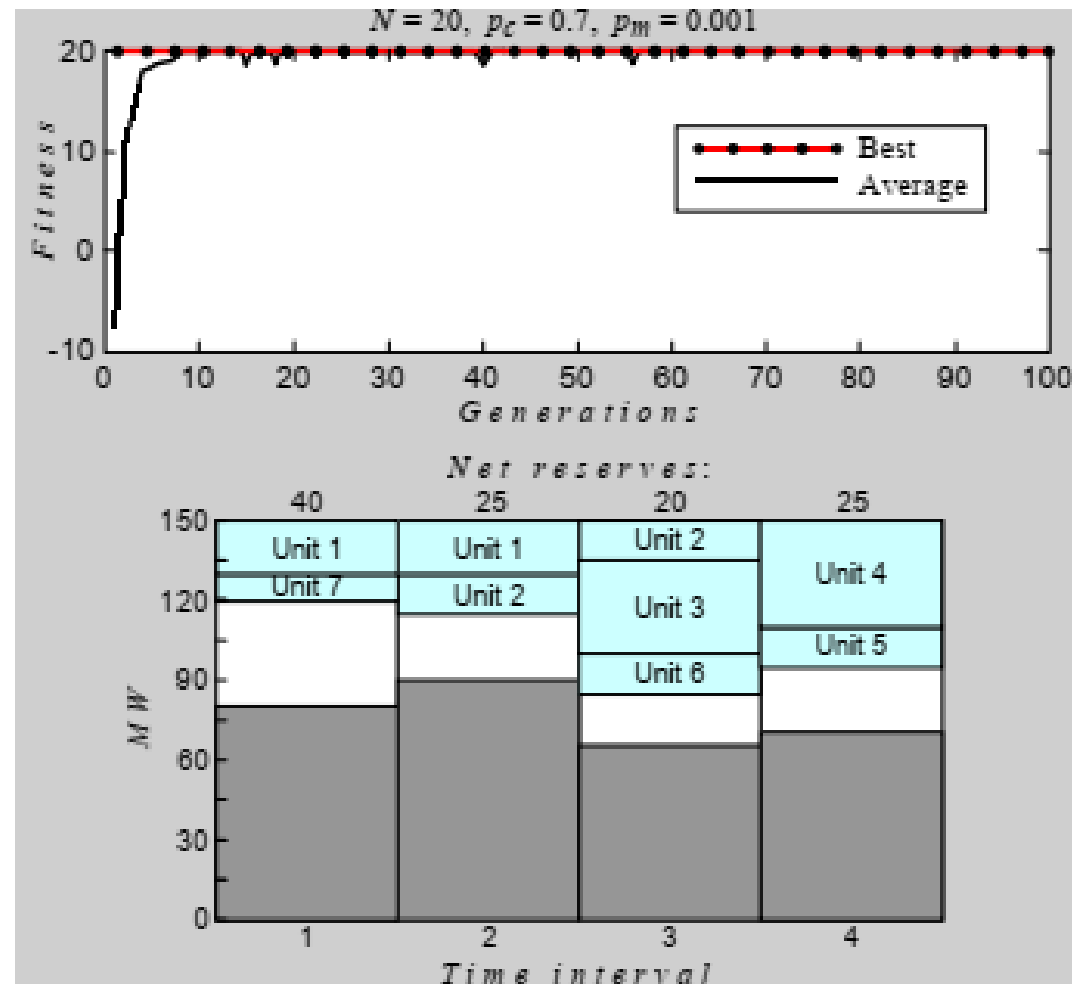 N = 20, pc = 0.7, pm = 0.001
20
10
0
-10
Fitness
Best
Average
0 10 20 30 40 50 60 70 80 90 100
Generations
Net reserves:
40 25 20 25
150
120
90
60
30
0
MW
Unit 1 Unit 1 Unit 2 Unit 4
Unit 7 Unit 2 Unit 3 Unit 5
Unit 6
1 2 3 4
Time interval